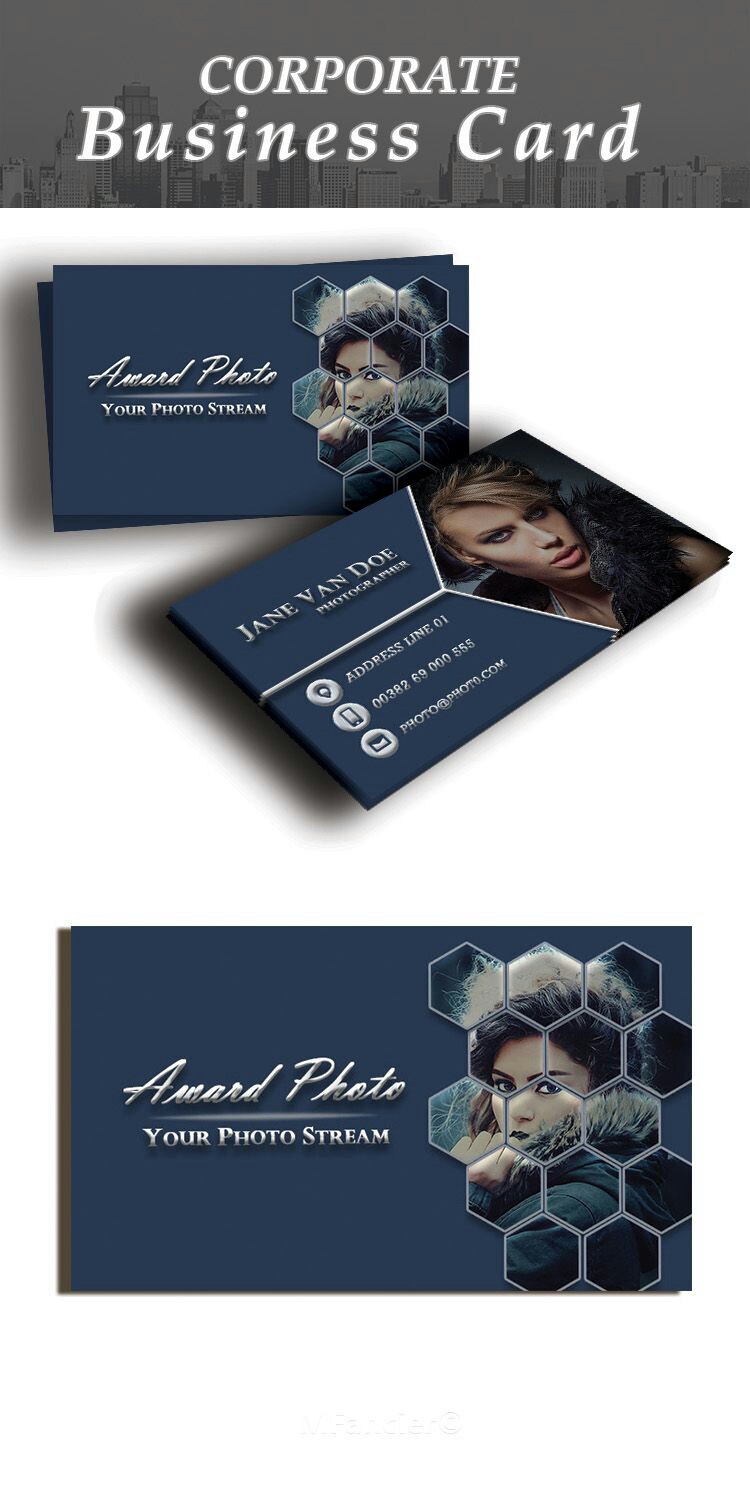 CORPORATE
Business Card
Award Photo
YOUR PHOTO STREAM
JANE VAN DOE
PHOTOGRAPHER
ADDRESS LINE 01
00382 69 000 555
PHOTO@PHOTO.COM
Award Photo
YOUR PHOTO STREAM
MFancier©